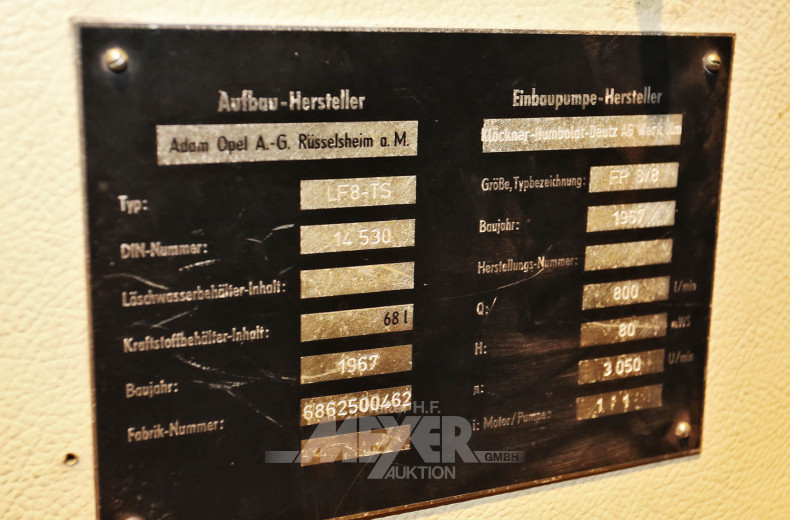 Aufbau-Hersteller
Adam Opel A.-G. Rüsselsheim a. M.
Typ: LF8-TS
DIN-Nummer: 14 530
Löschwasserbehälter-Inhalt:
Kraftstoffbehälter-Inhalt: 68 l
Baujahr: 1967
Fabrik-Nummer: 6862500462
Einbaupumpe-Hersteller
Klöckner-Humboldt-Deutz AG Werk Ulm
Größe, Typbezeichnung: FP 8/8
Baujahr: 1967
Herstellungs-Nummer:
Q: 800 l/min
H: 80 mWS
n: 3 050 U/min
i: Motor/Pumpe: 1 : 1
H.F.
MEYER
GMBH
AUKTION